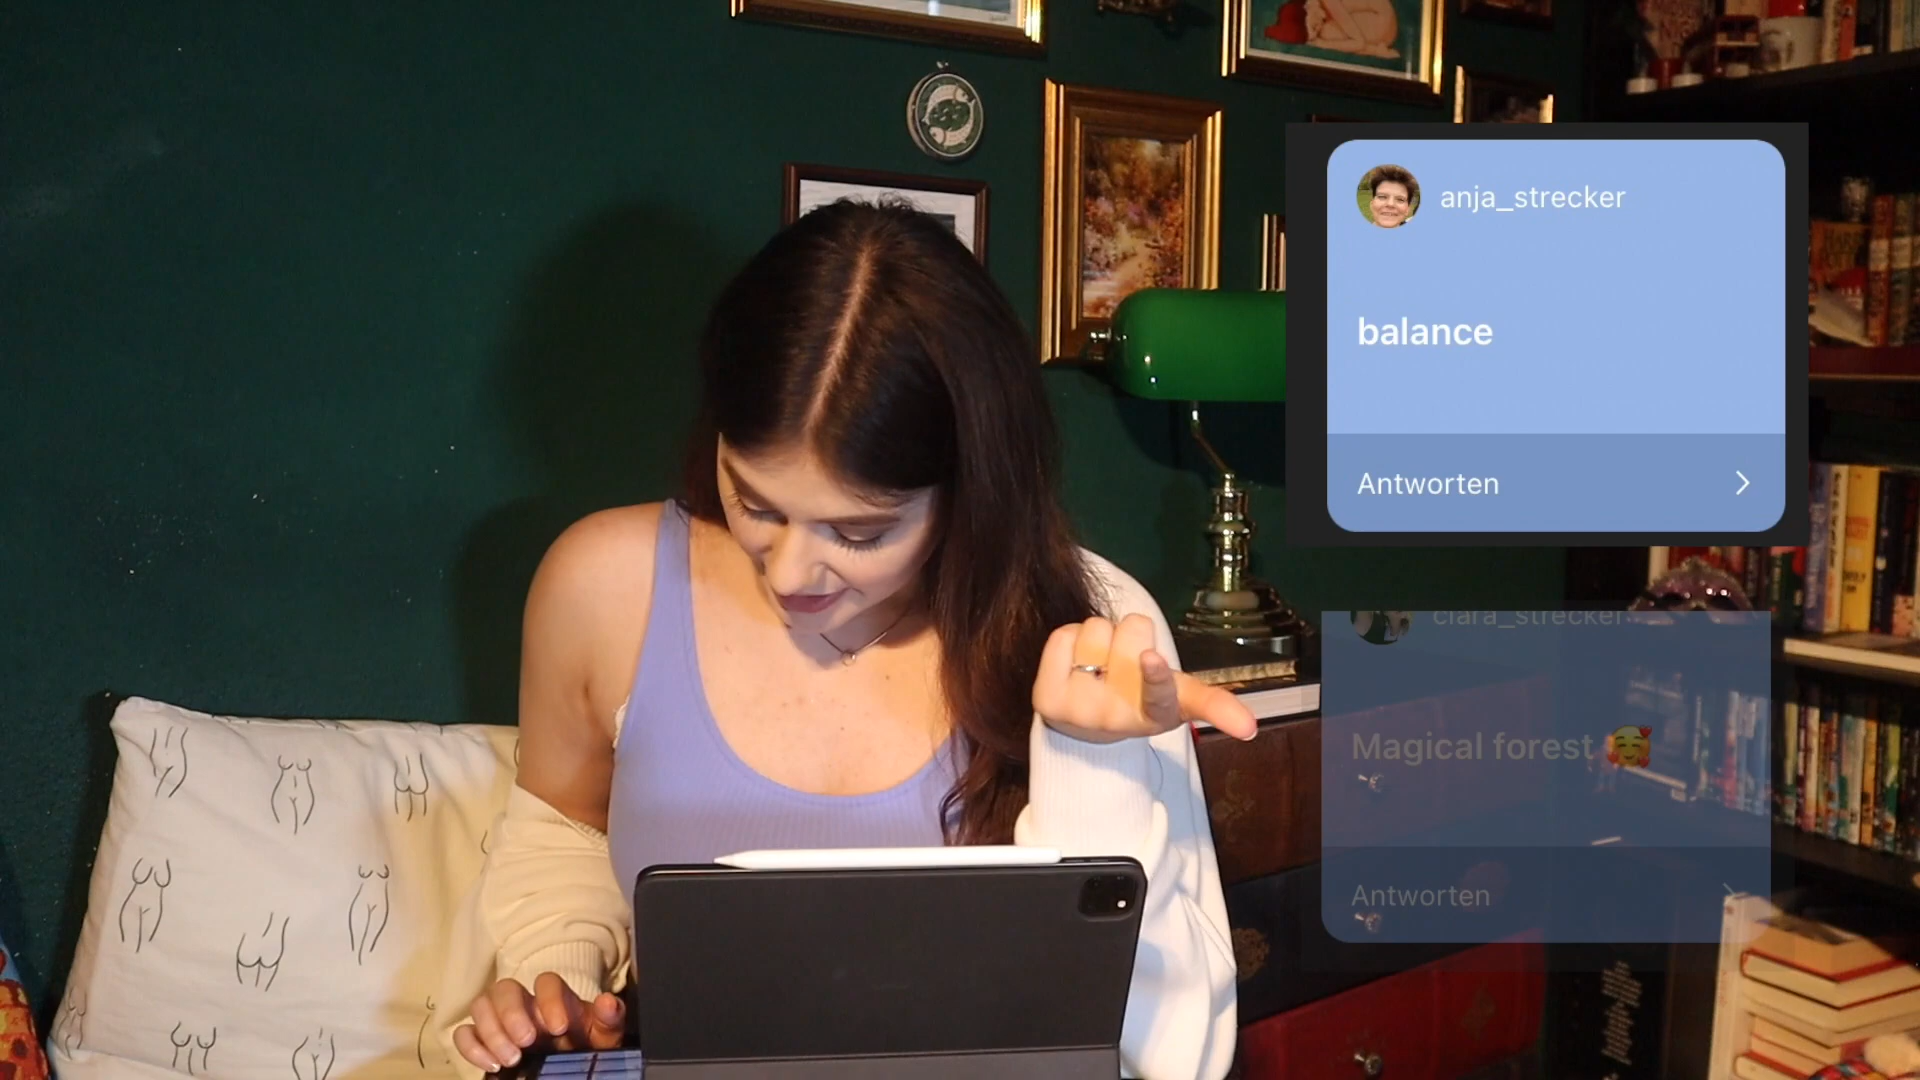 anja_strecker
balance
Antworten
clara_strecker
Magical forest 🥰
Antworten